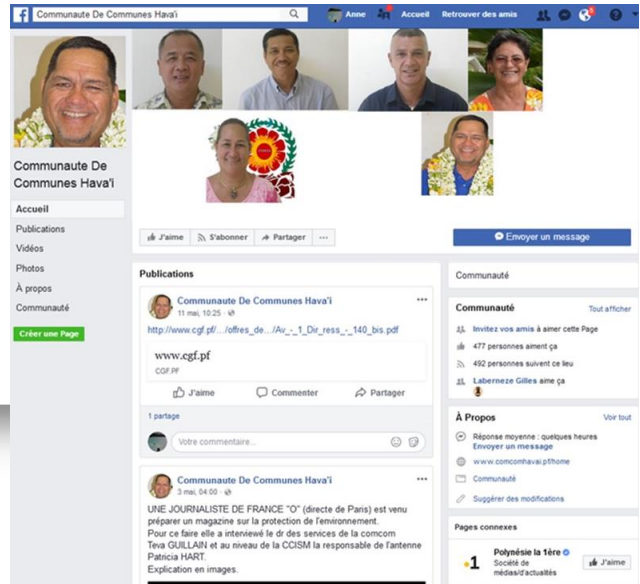 Communaute De Communes Hava'i
Anne
Accueil
Retrouver des amis
Communaute De
Communes Hava'i
Accueil
Publications
Vidéos
Photos
À propos
Communauté
Créer une Page
J'aime
S'abonner
Partager
Envoyer un message
Publications
Communaute De Communes Hava'i
11 mai, 10:25
http://www.cgf.pf/.../offres_de.../Av_-_1_Dir_ress_-_140_bis.pdf
www.cgf.pf
CGF.PF
J'aime
Commenter
Partager
1 partage
Votre commentaire...
Communaute De Communes Hava'i
3 mai, 04:00
UNE JOURNALISTE DE FRANCE "O" (directe de Paris) est venu
préparer un magazine sur la protection de l'environnement.
Pour ce faire elle a interviewé le dr des services de la comcom
Teva GUILLAIN et au niveau de la CCISM la responsable de l'antenne
Patricia HART.
Explication en images.
Communauté
Communauté
Tout afficher
Invitez vos amis à aimer cette Page
477 personnes aiment ça
492 personnes suivent ce lieu
Laberneze Gilles aime ça
À Propos
Voir tout
Réponse moyenne : quelques heures
Envoyer un message
www.comcomhavai.pf/home
Communauté
Suggérer des modifications
Pages connexes
Polynésie la 1ère
Société de
médias/d'actualités
J'aime